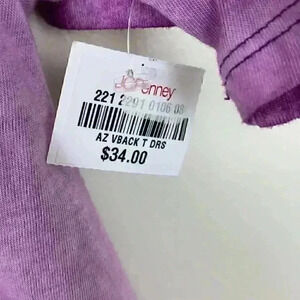 JCPenney
221 2291 0106 08
AZ VBACK T DRS
$34.00